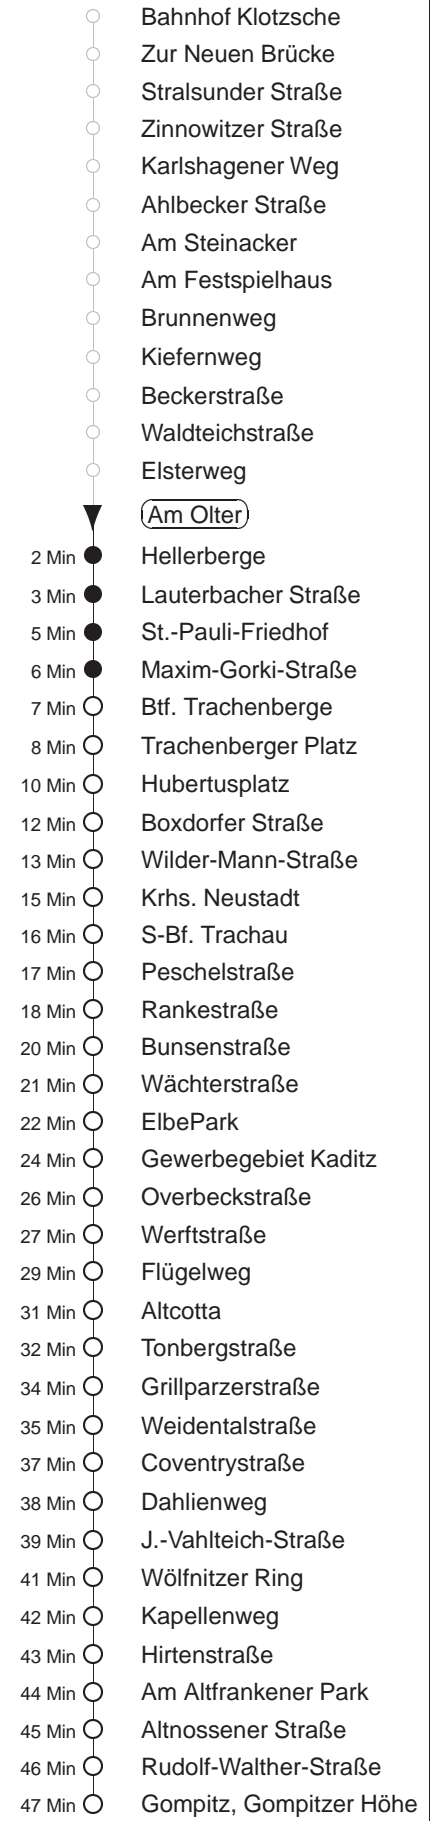 Bahnhof Klotzsche
Zur Neuen Brücke
Stralsunder Straße
Zinnowitzer Straße
Karlshagener Weg
Ahlbecker Straße
Am Steinacker
Am Festspielhaus
Brunnenweg
Kiefernweg
Beckerstraße
Waldteichstraße
Elsterweg
Am Olter
2 Min Hellerberge
3 Min Lauterbacher Straße
5 Min St.-Pauli-Friedhof
6 Min Maxim-Gorki-Straße
7 Min Btf. Trachenberge
8 Min Trachenberger Platz
10 Min Hubertusplatz
12 Min Boxdorfer Straße
13 Min Wilder-Mann-Straße
15 Min Krhs. Neustadt
16 Min S-Bf. Trachau
17 Min Peschelstraße
18 Min Rankestraße
20 Min Bunsenstraße
21 Min Wächterstraße
22 Min ElbePark
24 Min Gewerbegebiet Kaditz
26 Min Overbeckstraße
27 Min Werftstraße
29 Min Flügelweg
31 Min Altcotta
32 Min Tonbergstraße
34 Min Grillparzerstraße
35 Min Weidentalstraße
37 Min Coventrystraße
38 Min Dahlienweg
39 Min J.-Vahlteich-Straße
41 Min Wölfnitzer Ring
42 Min Kapellenweg
43 Min Hirtenstraße
44 Min Am Altfrankener Park
45 Min Altnossener Straße
46 Min Rudolf-Walther-Straße
47 Min Gompitz, Gompitzer Höhe